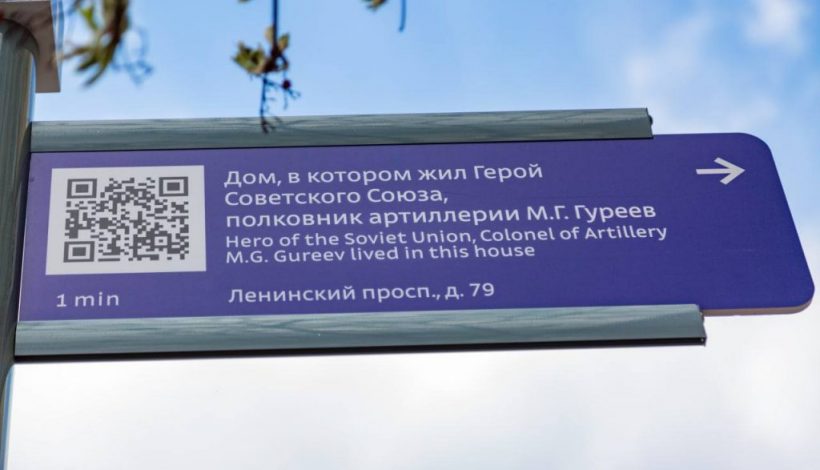 Дом, в котором жил Герой
Советского Союза,
полковник артиллерии М.Г. Гуреев
Hero of the Soviet Union, Colonel of Artillery
M.G. Gureev lived in this house
1 min
Ленинский просп., д. 79